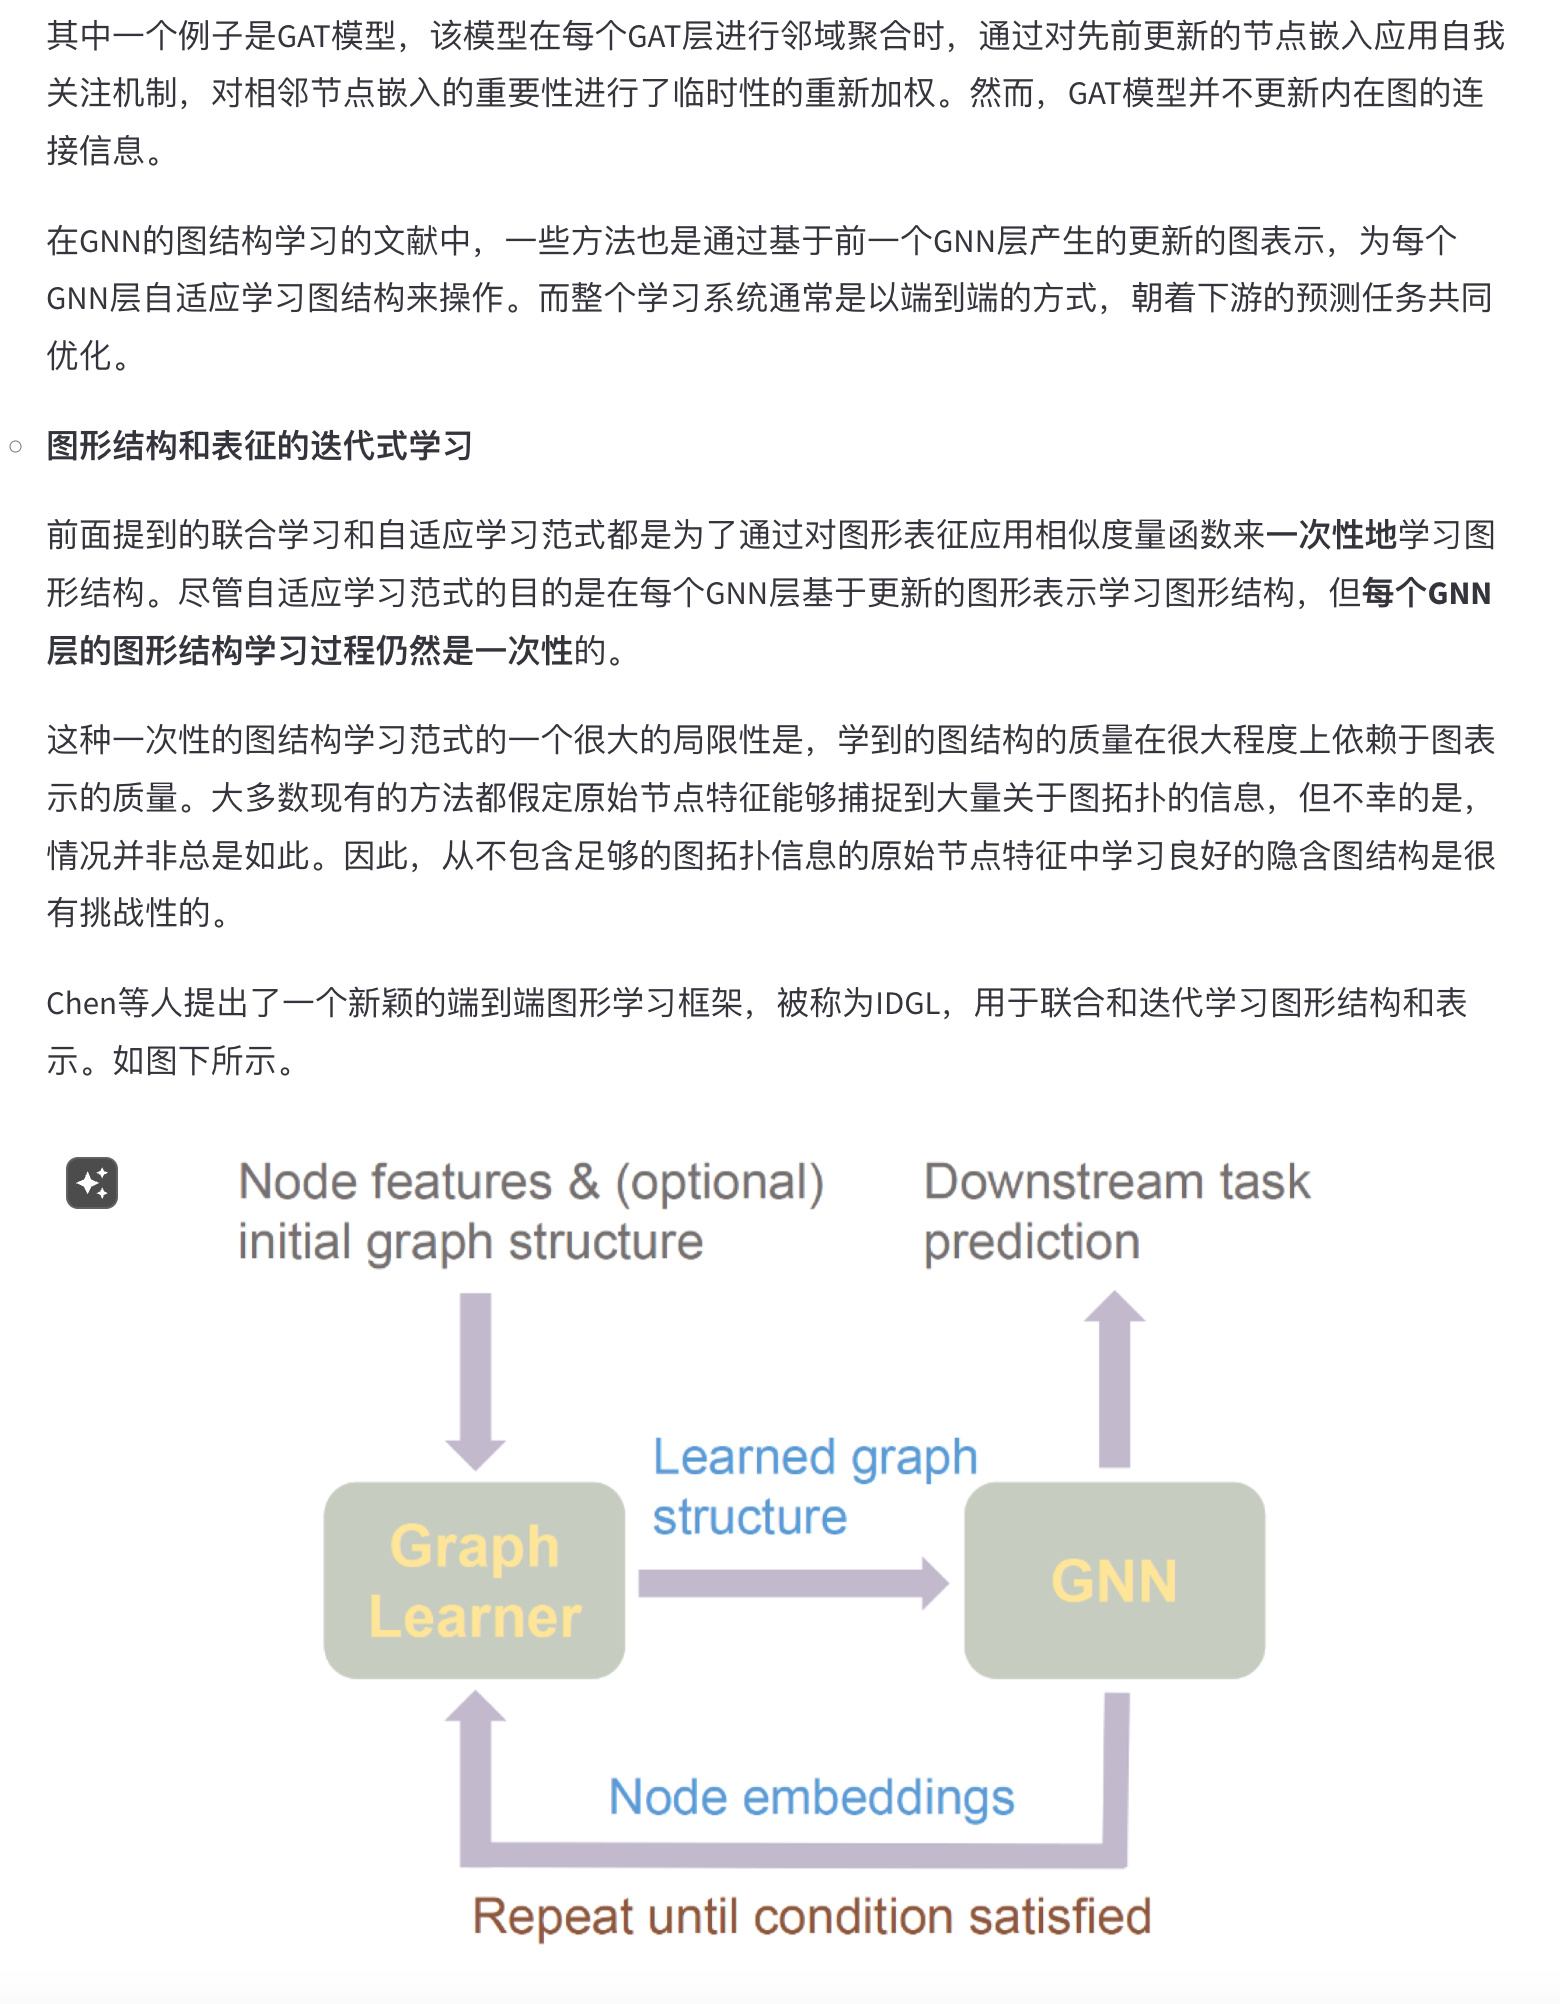 其中一个例子是GAT模型，该模型在每个GAT层进行邻域聚合时，通过对先前更新的节点嵌入应用自我
关注机制，对相邻节点嵌入的重要性进行了临时性的重新加权。然而，GAT模型并不更新内在图的连
接信息。
在GNN的图结构学习的文献中，一些方法也是通过基于前一个GNN层产生的更新的图表示，为每个
GNN层自适应学习图结构来操作。而整个学习系统通常是以端到端的方式，朝着下游的预测任务共同
优化。
图形结构和表征的迭代式学习
前面提到的联合学习和自适应学习范式都是为了通过对图形表征应用相似度量函数来一次性地学习图
形结构。尽管自适应学习范式的目的是在每个GNN层基于更新的图形表示学习图形结构，但每个GNN
层的图形结构学习过程仍然是一次性的。
这种一次性的图结构学习范式的一个很大的局限性是，学到的图结构的质量在很大程度上依赖于图表
示的质量。大多数现有的方法都假定原始节点特征能够捕捉到大量关于图拓扑的信息，但不幸的是，
情况并非总是如此。因此，从不包含足够的图拓扑信息的原始节点特征中学习良好的隐含图结构是很
有挑战性的。
Chen等人提出了一个新颖的端到端图形学习框架，被称为IDGL，用于联合和迭代学习图形结构和表
示。如图下所示。
Node features & (optional)
initial graph structure
Downstream task
prediction
Learned graph
structure
Graph
Learner
GNN
Node embeddings
Repeat until condition satisfied